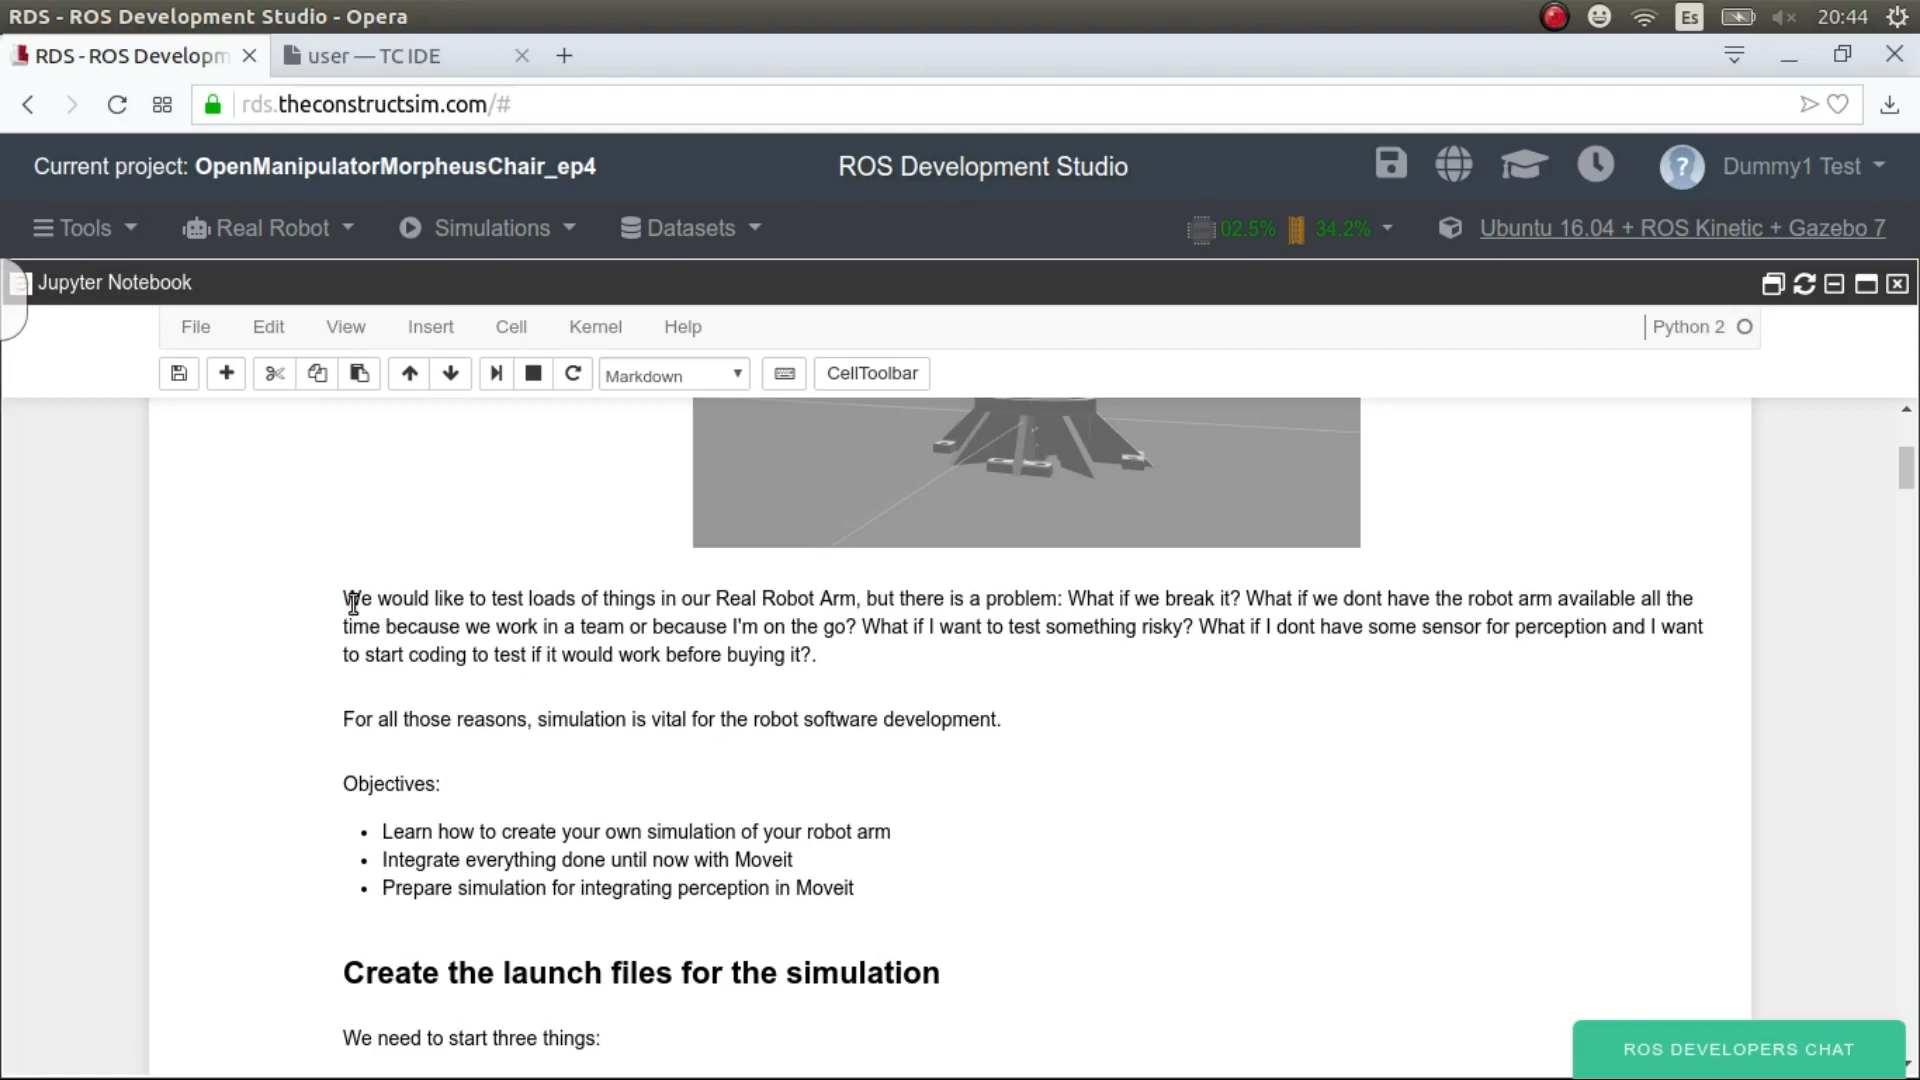 RDS - ROS Development Studio - Opera
Es
20:44
RDS - ROS Developm
user — TC IDE
rds.theconstructsim.com/#
Current project: OpenManipulatorMorpheusChair_ep4
ROS Development Studio
?
Dummy1 Test
Tools
Real Robot
Simulations
Datasets
02.5%
34.2%
Ubuntu 16.04 + ROS Kinetic + Gazebo 7
Jupyter Notebook
File
Edit
View
Insert
Cell
Kernel
Help
Python 2
Markdown
CellToolbar
We would like to test loads of things in our Real Robot Arm, but there is a problem: What if we break it? What if we dont have the robot arm available all the
time because we work in a team or because I'm on the go? What if I want to test something risky? What if I dont have some sensor for perception and I want
to start coding to test if it would work before buying it?.
For all those reasons, simulation is vital for the robot software development.
Objectives:
• Learn how to create your own simulation of your robot arm
• Integrate everything done until now with Moveit
• Prepare simulation for integrating perception in Moveit
Create the launch files for the simulation
We need to start three things:
ROS DEVELOPERS CHAT